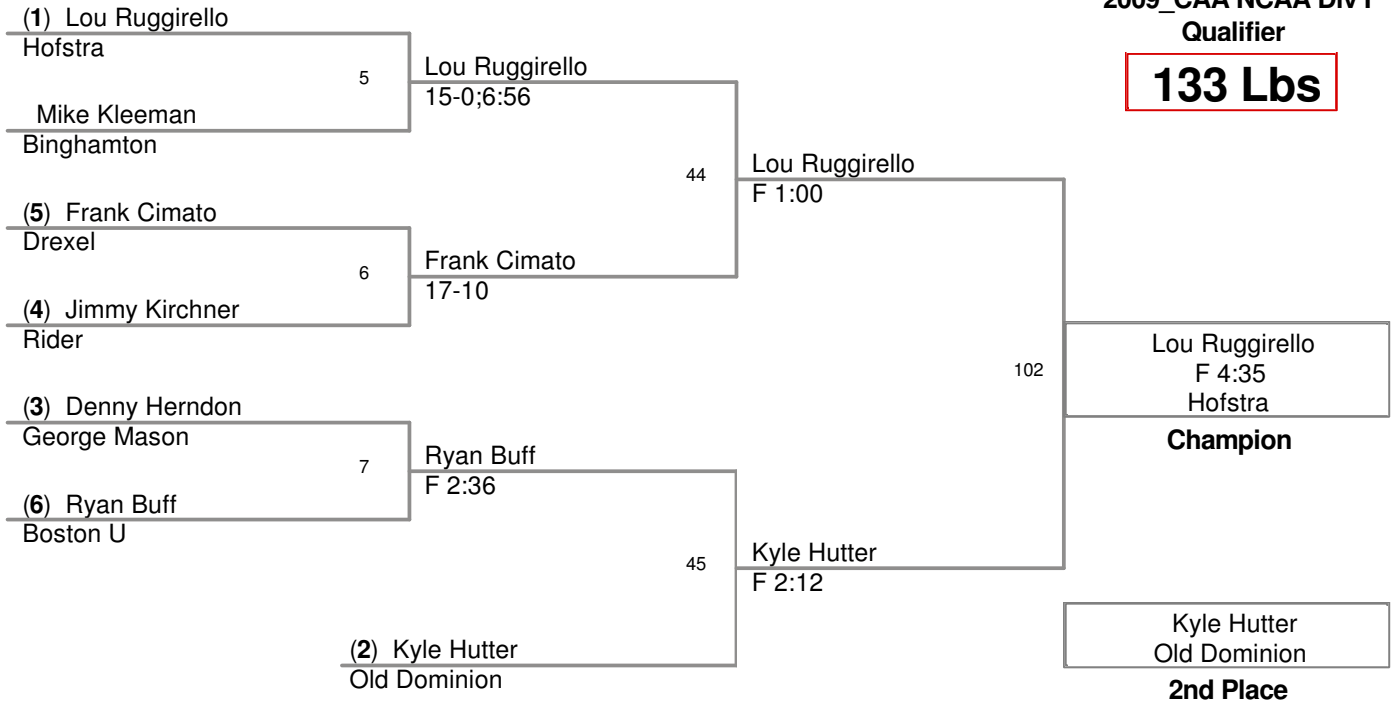 2009_CAA NCAA DIV I
Qualifier
133 Lbs
(1) Lou Ruggirello
Hofstra
5
Mike Kleeman
Binghamton
Lou Ruggirello
15-0;6:56
(5) Frank Cimato
Drexel
6
(4) Jimmy Kirchner
Rider
Frank Cimato
17-10
44
Lou Ruggirello
F 1:00
(3) Denny Herndon
George Mason
7
(6) Ryan Buff
Boston U
Ryan Buff
F 2:36
45
(2) Kyle Hutter
Old Dominion
Kyle Hutter
F 2:12
102
Lou Ruggirello
F 4:35
Hofstra
Champion
Kyle Hutter
Old Dominion
2nd Place